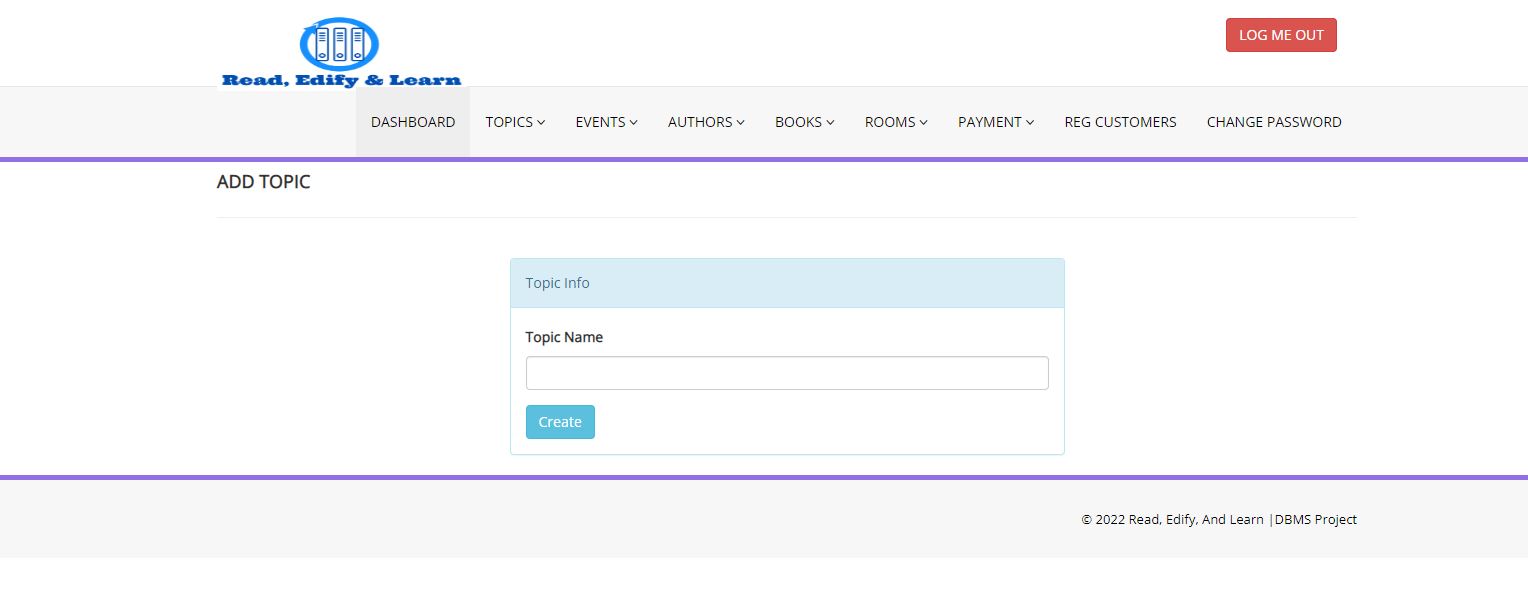 Read, Edify & Learn
LOG ME OUT
DASHBOARD TOPICS EVENTS AUTHORS BOOKS ROOMS PAYMENT REG CUSTOMERS CHANGE PASSWORD
ADD TOPIC
Topic Info
Topic Name
Create
© 2022 Read, Edify, And Learn |DBMS Project